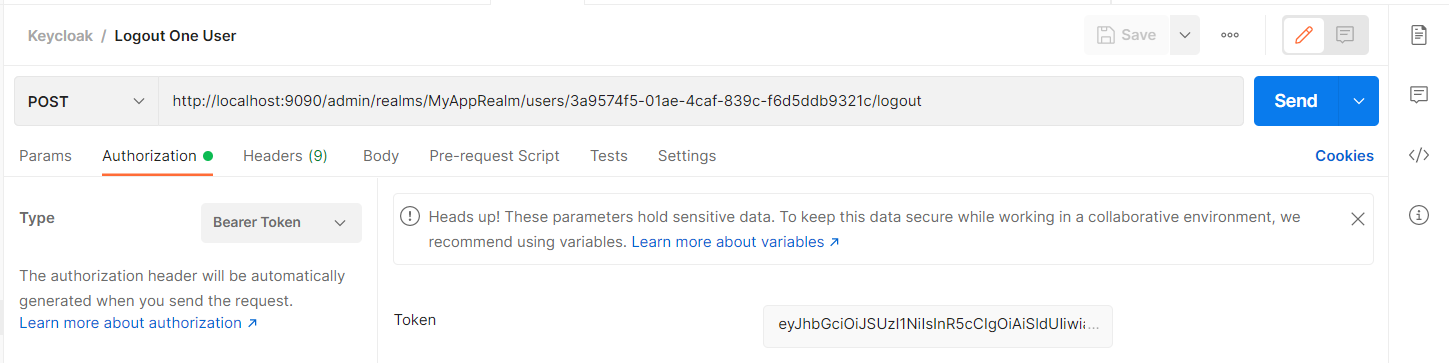 Keycloak / Logout One User
Save
POST
http://localhost:9090/admin/realms/MyAppRealm/users/3a9574f5-01ae-4caf-839c-f6d5ddb9321c/logout
Send
Params Authorization Headers (9) Body Pre-request Script Tests Settings Cookies
Type
Bearer Token
The authorization header will be automatically
generated when you send the request.
Learn more about authorization ↗
Heads up! These parameters hold sensitive data. To keep this data secure while working in a collaborative environment, we
recommend using variables. Learn more about variables ↗
Token
eyJhbGciOiJSUzI1NiIsInR5cCIgOiAiSldUIiwia...